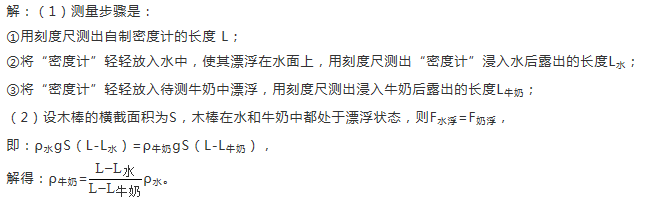 解：（1）测量步骤是：
①用刻度尺测出自制密度计的长度 L；
②将“密度计”轻轻放入水中，使其漂浮在水面上，用刻度尺测出“密度计”浸入水后露出的长度L水；
③将“密度计”轻轻放入待测牛奶中漂浮，用刻度尺测出浸入牛奶后露出的长度L牛奶；
（2）设木棒的横截面积为S，木棒在水和牛奶中都处于漂浮状态，则F水浮=F奶浮，
即：ρ水gS（L-L水）=ρ牛奶gS（L-L牛奶），
解得：ρ牛奶=\frac{L-L水}{L-L牛奶}ρ水。